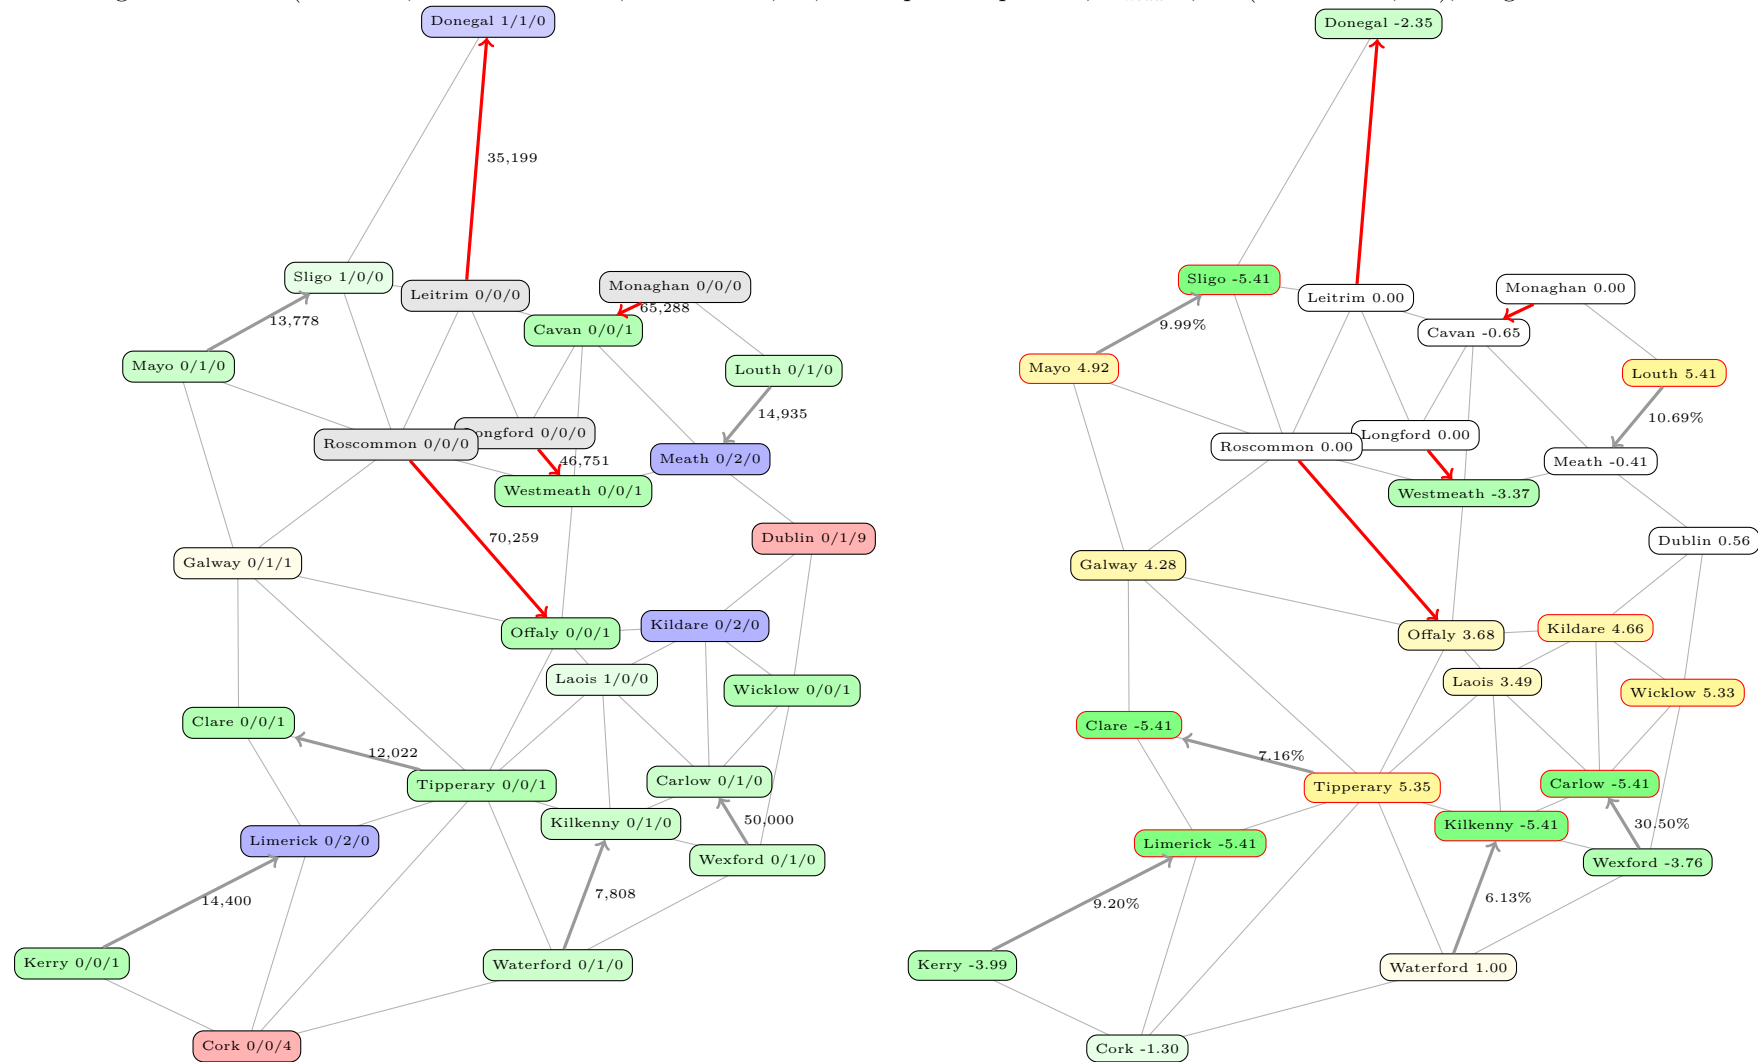 Donegal 1/1/0
35,199
Sligo 1/0/0
Leitrim 0/0/0
Monaghan 0/0/0
65,288
13,778
Cavan 0/0/1
Mayo 0/1/0
Louth 0/1/0
14,935
Roscommon 0/0/0
0/0/0
46,751
Meath 0/2/0
Westmeath 0/0/1
70,259
Dublin 0/1/9
Galway 0/1/1
Offaly 0/0/1
Kildare 0/2/0
Laois 1/0/0
Wicklow 0/0/1
Clare 0/0/1
12,022
Tipperary 0/0/1
Carlow 0/1/0
Kilkenny 0/1/0
50,000
Limerick 0/2/0
Wexford 0/1/0
14,400
7,808
Kerry 0/0/1
Waterford 0/1/0
Cork 0/0/4
Donegal -2.35
Sligo -5.41
Leitrim 0.00
Monaghan 0.00
9.99%
Cavan -0.65
Mayo 4.92
Louth 5.41
10.69%
Roscommon 0.00
Longford 0.00
Meath -0.41
Westmeath -3.37
Dublin 0.56
Galway 4.28
Offaly 3.68
Kildare 4.66
Laois 3.49
Wicklow 5.33
Clare -5.41
7.16%
Tipperary 5.35
Carlow -5.41
Kilkenny -5.41
30.50%
Limerick -5.41
Wexford -3.76
9.20%
6.13%
Kerry -3.99
Waterford 1.00
Cork -1.30